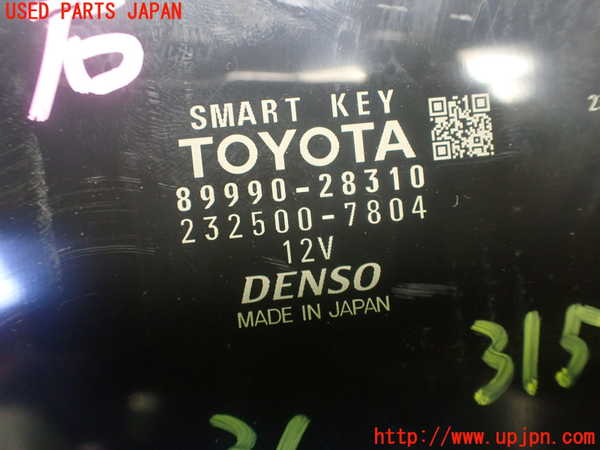 USED PARTS JAPAN
10
SMART KEY
TOYOTA
89990-28310
232500-7804
12V
DENSO
MADE IN JAPAN
315
http://www.upjpn.com